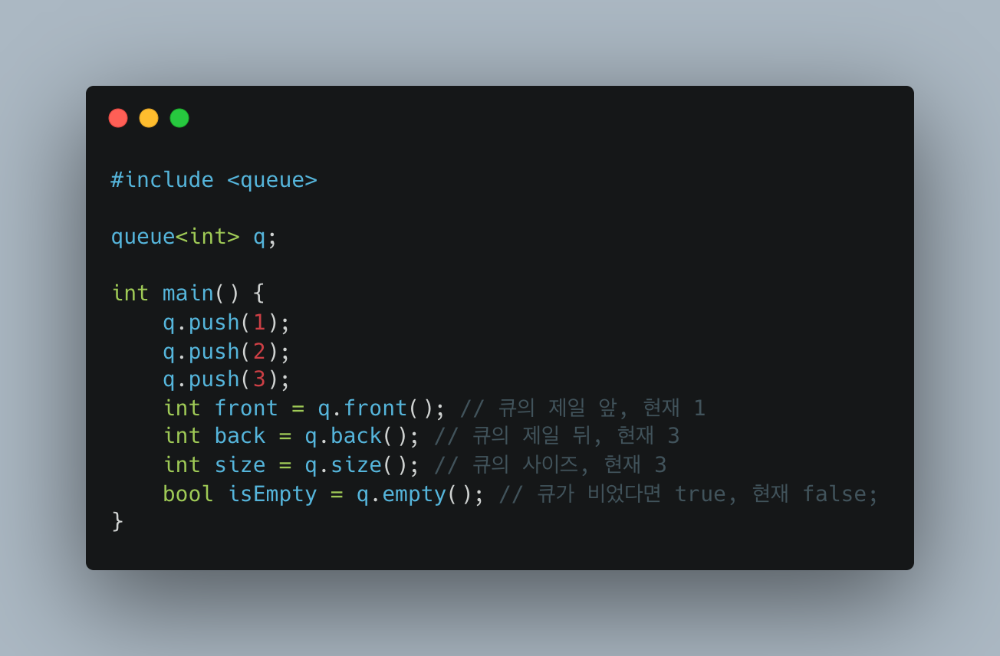 #include <queue>

queue<int> q;

int main() {
    q.push(1);
    q.push(2);
    q.push(3);
    int front = q.front(); // 큐의 제일 앞, 현재 1
    int back = q.back(); // 큐의 제일 뒤, 현재 3
    int size = q.size(); // 큐의 사이즈, 현재 3
    bool isEmpty = q.empty(); // 큐가 비었다면 true, 현재 false;
}